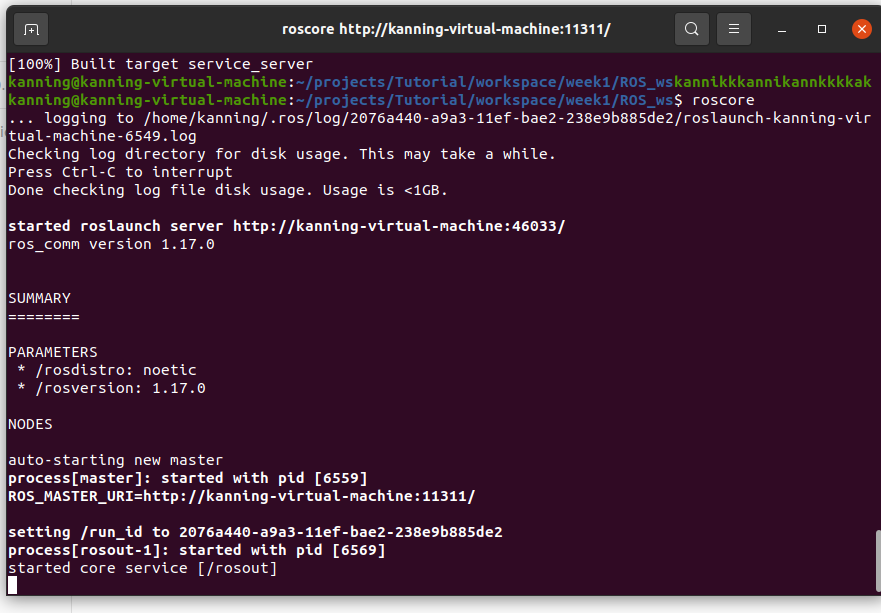 roscore http://kanning-virtual-machine:11311/
[100%] Built target service_server
kanning@kanning-virtual-machine:~/projects/Tutorial/workspace/week1/ROS_wskannikkkannikannkkkak
kanning@kanning-virtual-machine:~/projects/Tutorial/workspace/week1/ROS_ws$ roscore
... logging to /home/kanning/.ros/log/2076a440-a9a3-11ef-bae2-238e9b885de2/roslaunch-kanning-vir
tual-machine-6549.log
Checking log directory for disk usage. This may take a while.
Press Ctrl-C to interrupt
Done checking log file disk usage. Usage is <1GB.
started roslaunch server http://kanning-virtual-machine:46033/
ros_comm version 1.17.0
SUMMARY
========
PARAMETERS
 * /rosdistro: noetic
 * /rosversion: 1.17.0
NODES
auto-starting new master
process[master]: started with pid [6559]
ROS_MASTER_URI=http://kanning-virtual-machine:11311/
setting /run_id to 2076a440-a9a3-11ef-bae2-238e9b885de2
process[rosout-1]: started with pid [6569]
started core service [/rosout]